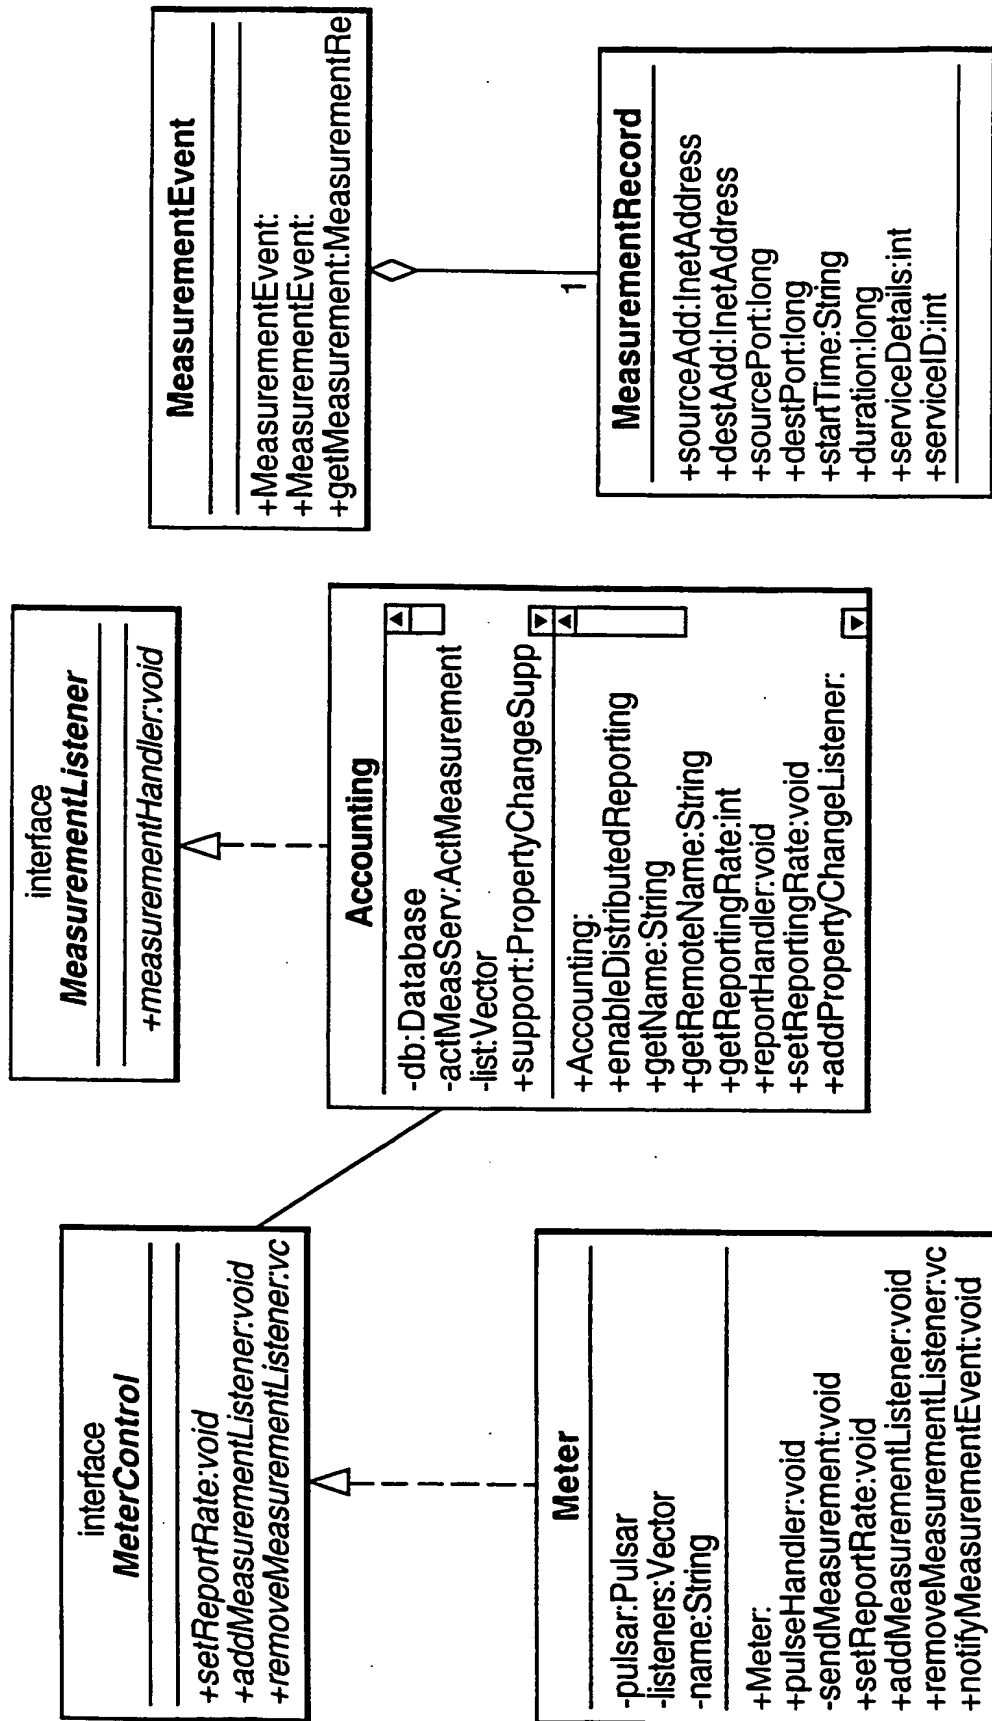 interface
MeterControl
+setReportRate:void
+addMeasurementListener:void
+removeMeasurementListener:vc
Meter
-pulsar:Pulsar
-listeners:Vector
-name:String
+Meter:
+pulseHandler:void
-sendMeasurement:void
+setReportRate:void
+addMeasurementListener:void
+removeMeasurementListener:vc
+notifyMeasurementEvent:void
interface
MeasurementListener
+measurementHandler:void
Accounting
-db:Database
-actMeasServ:ActMeasurement
-list:Vector
+support:PropertyChangeSupp
+Accounting:
+enableDistributedReporting
+getName:String
+getRemoteName:String
+getReportingRate:int
+reportHandler:void
+setReportingRate:void
+addPropertyChangeListener:
MeasurementEvent
+MeasurementEvent:
+MeasurementEvent:
+getMeasurement:MeasurementRe
1
MeasurementRecord
+sourceAdd:InetAddress
+destAdd:InetAddress
+sourcePort:long
+destPort:long
+startTime:String
+duration:long
+serviceDetails:int
+serviceID:int